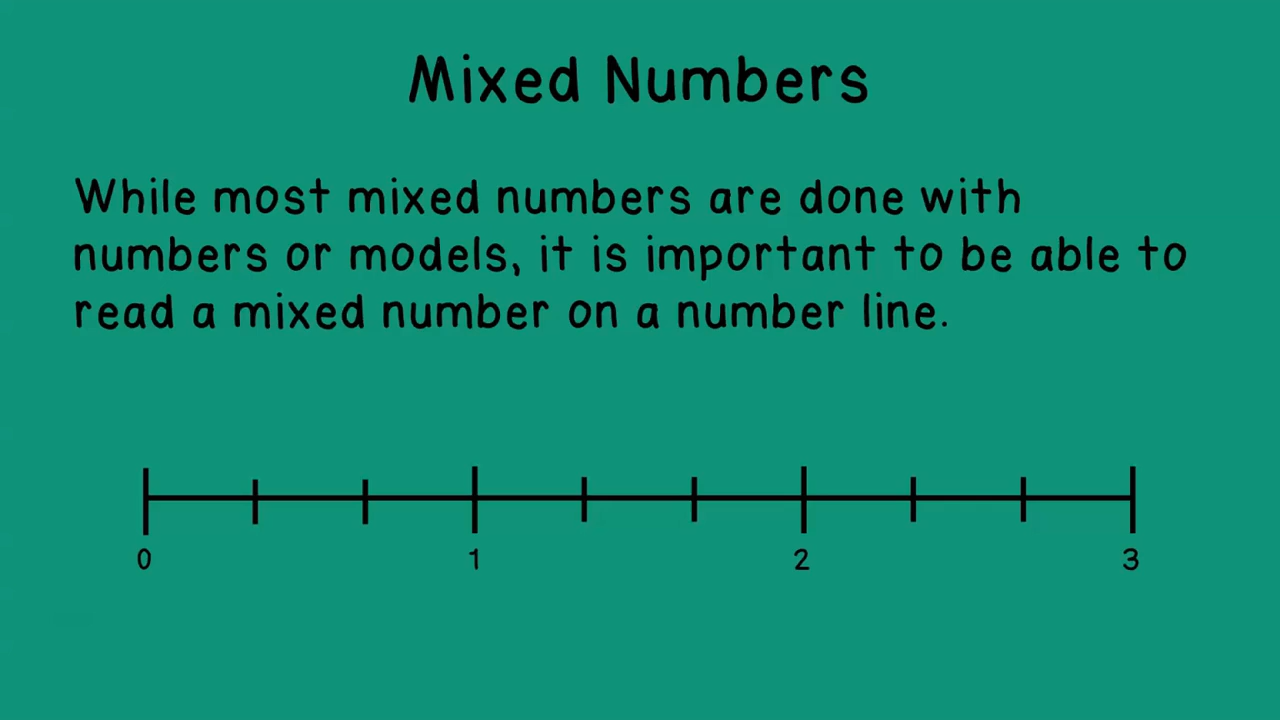 Mixed Numbers
While most mixed numbers are done with
numbers or models, it is important to be able to
read a mixed number on a number line.
0 1 2 3